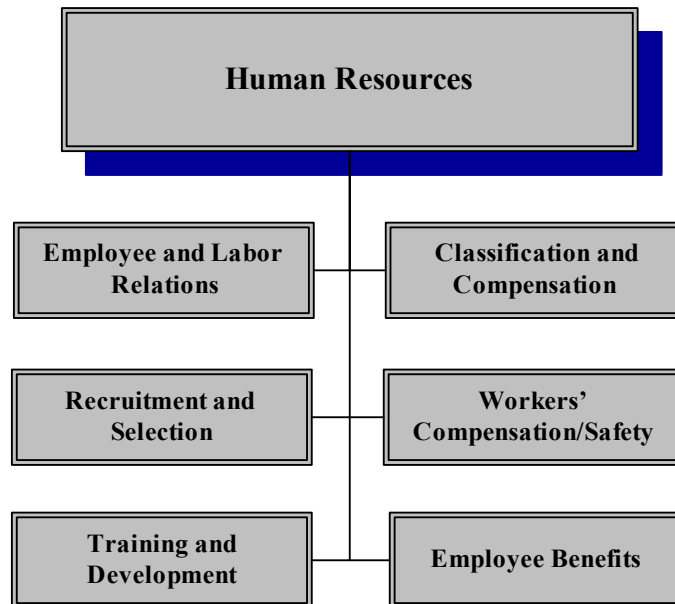 Human Resources
Employee and Labor
Relations
Classification and
Compensation
Recruitment and
Selection
Workers’
Compensation/Safety
Training and
Development
Employee Benefits